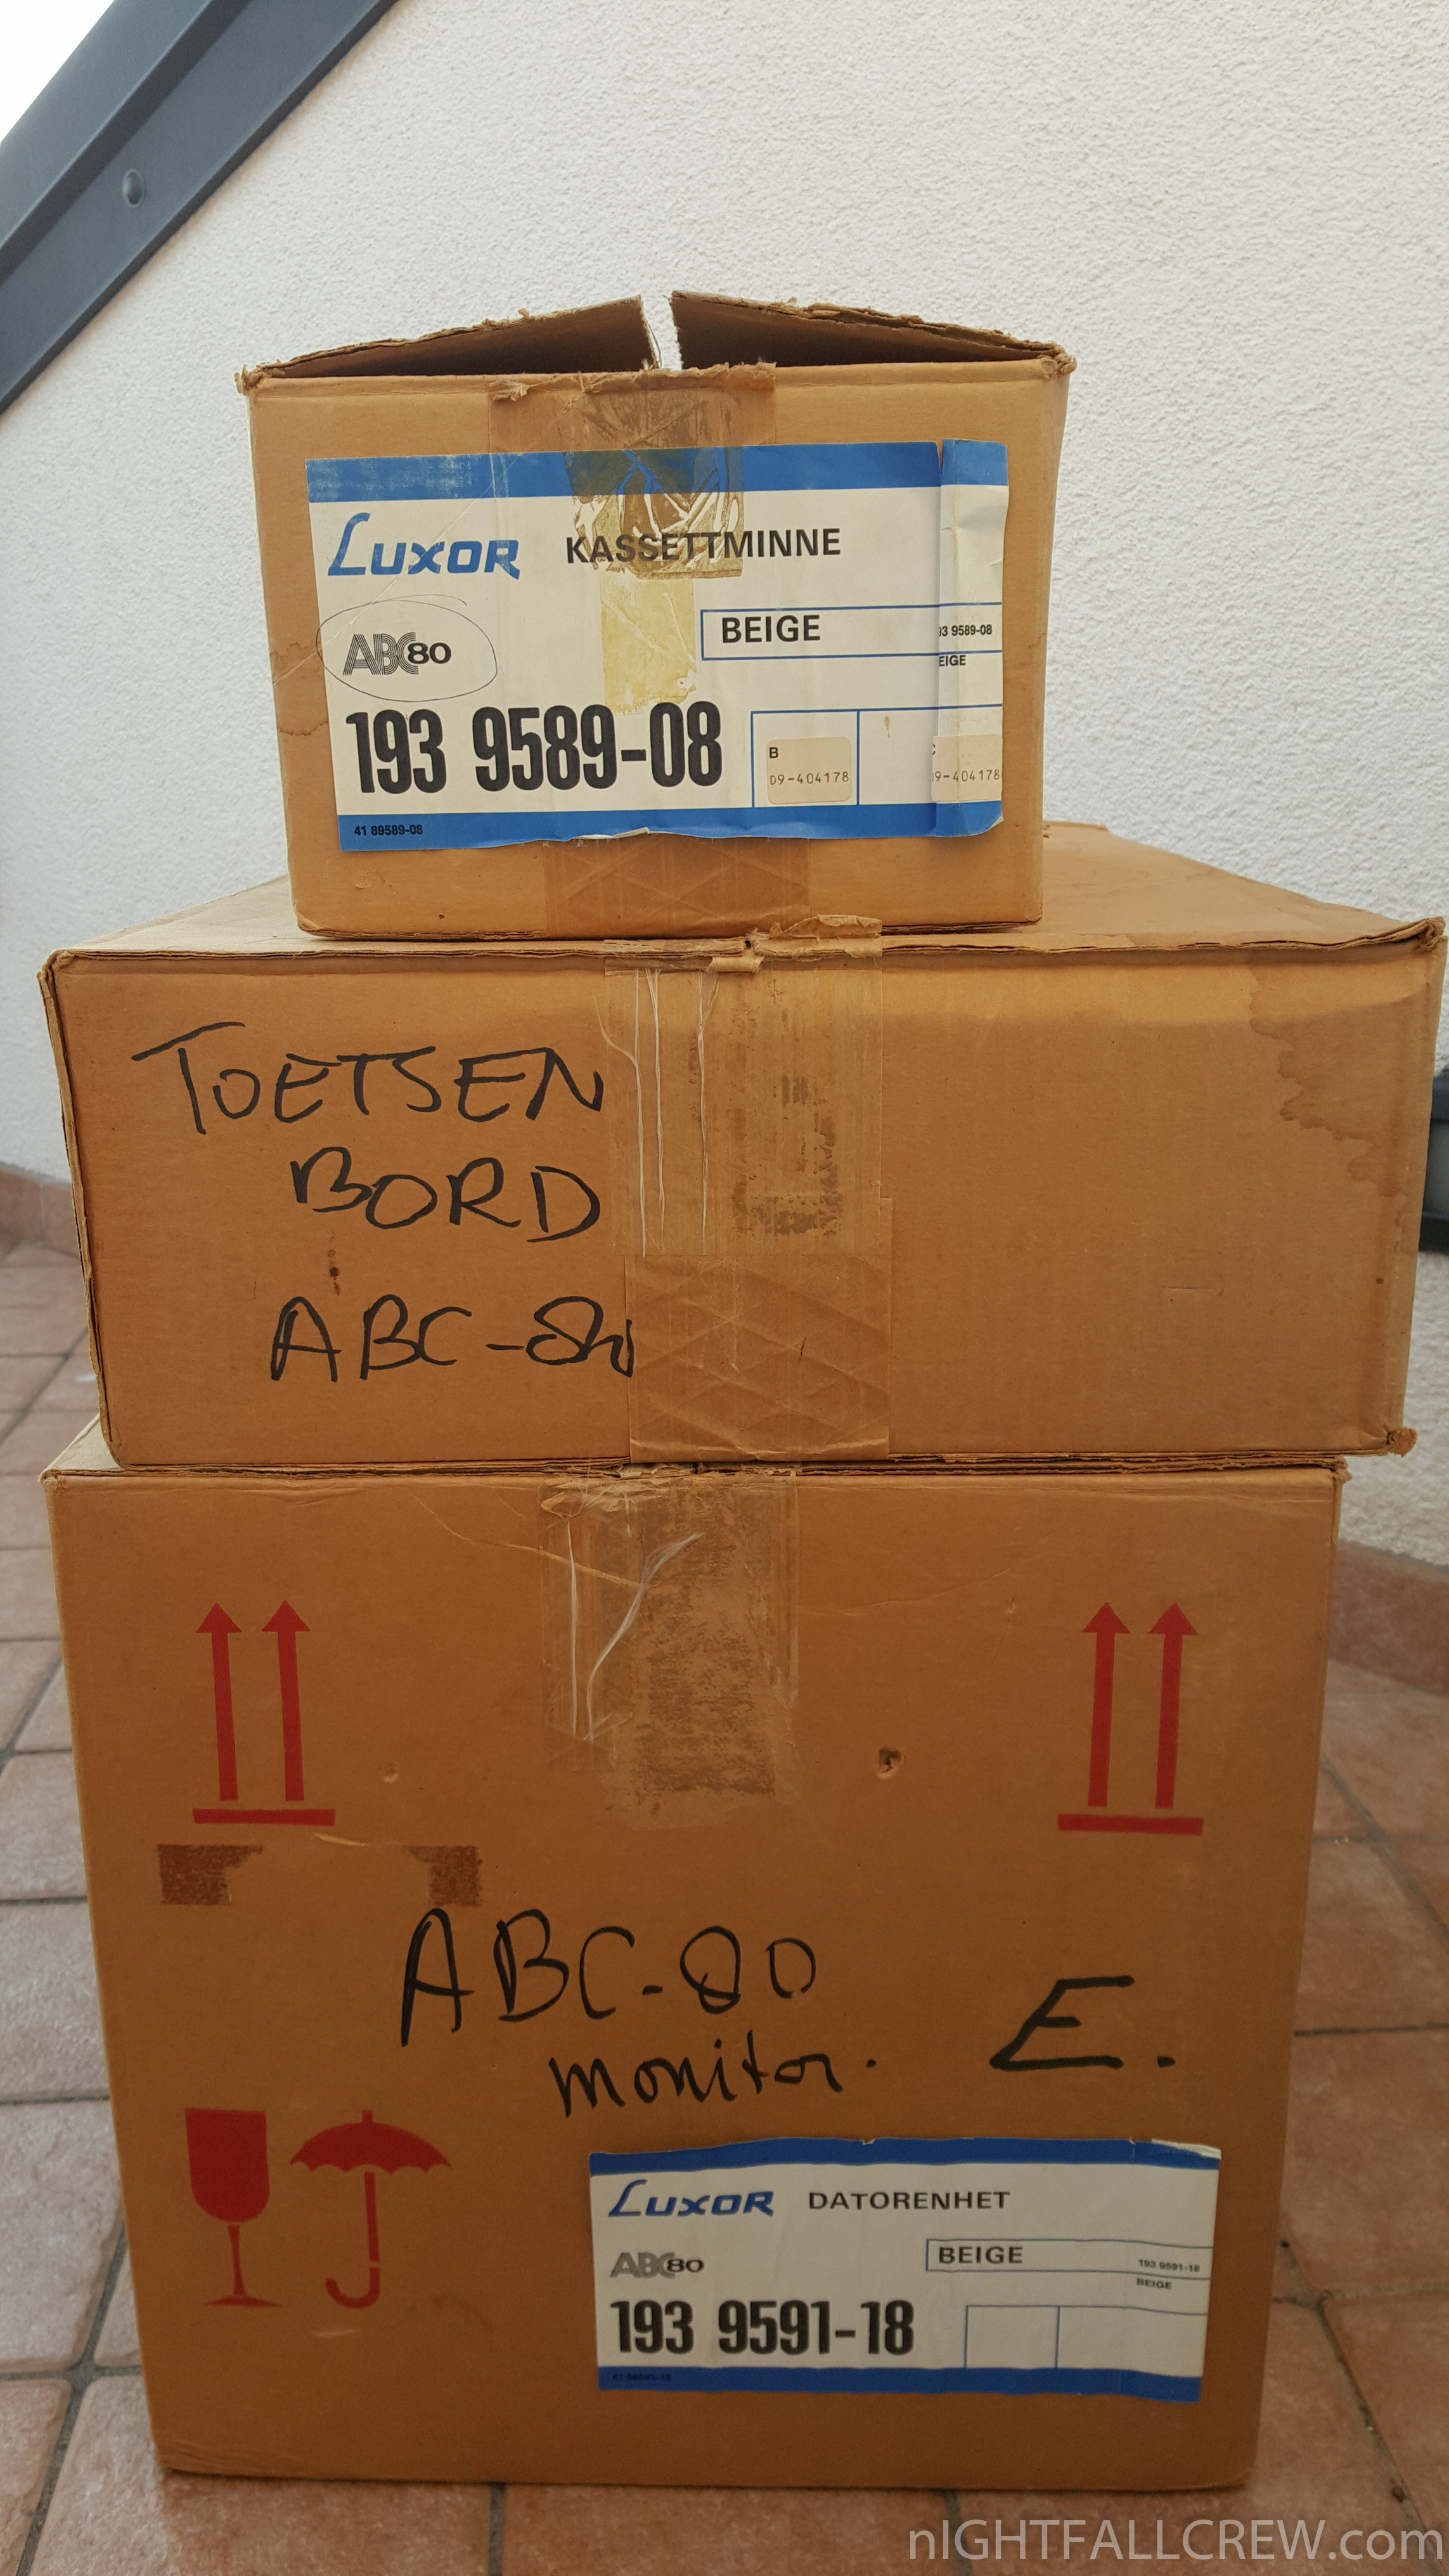 LUXOR KASSETTMINNE
ABC80
BEIGE
93 9589-08
EIGE
193 9589-08
B
D9-404178
C
9-404178
41 89589-08
TOETSEN
BORD
ABC-80
ABC-80
monitor.
E.
LUXOR DATORENHET
ABC80
BEIGE
193 9591-18
BEIGE
193 9591-18
nIGHTFALLCREW.com